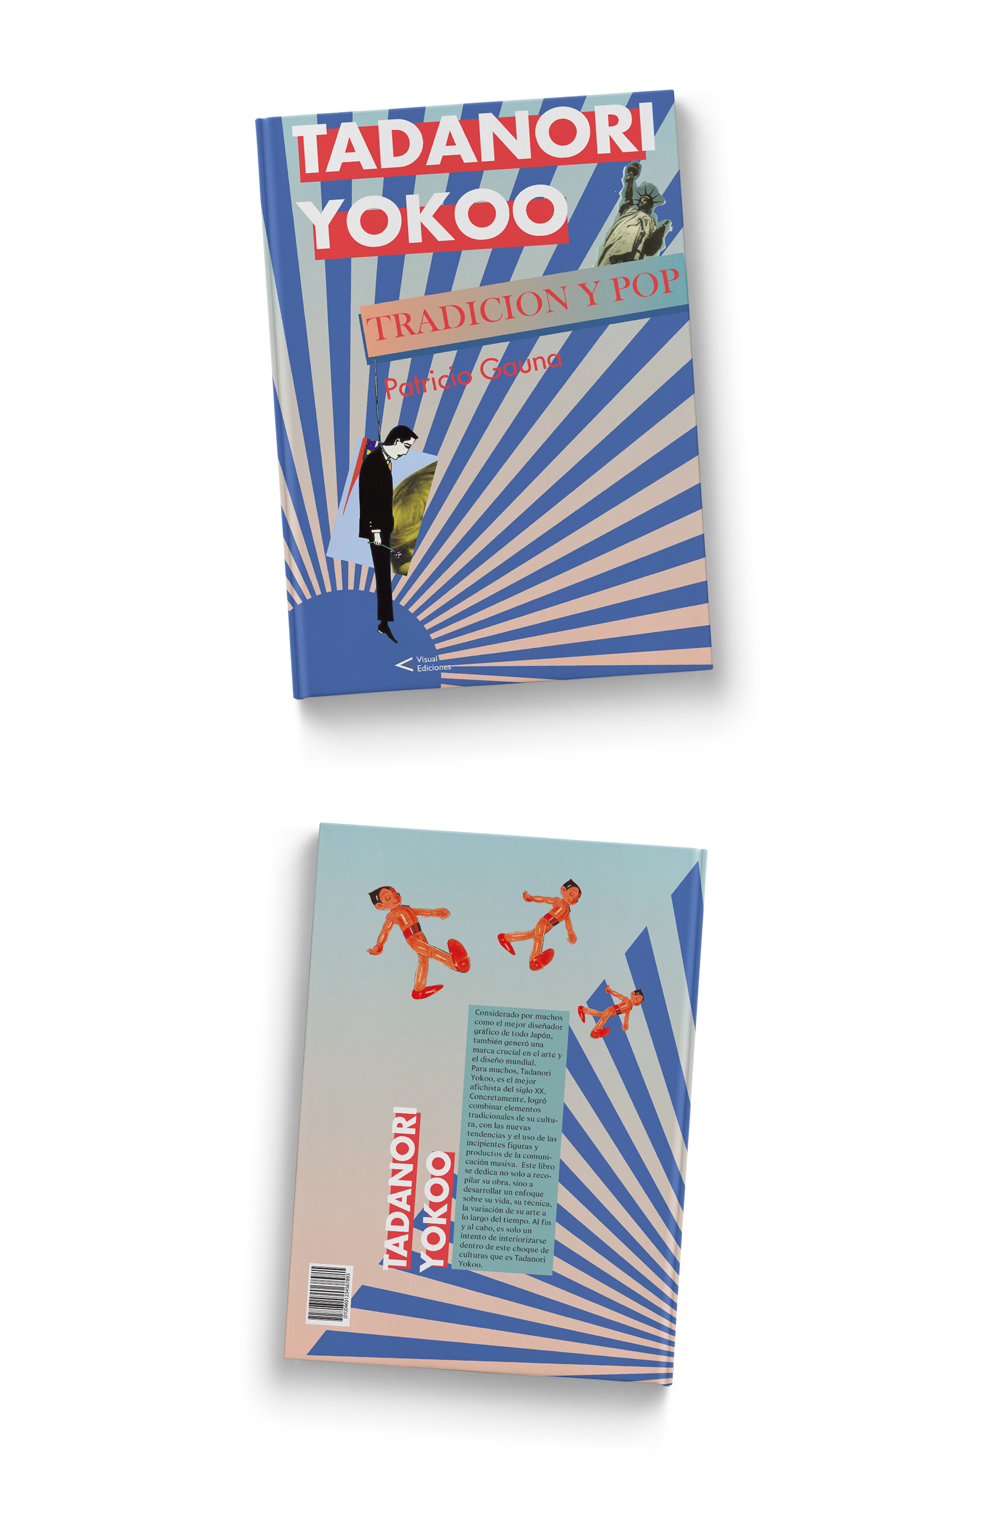 TADANORI
YOKOO
TRADICION Y POP
Patricio Gauna
Visual
Ediciones
Considerado por muchos
como el mejor diseñador
gráfico de todo Japón,
también generó una
marca crucial en el arte y
el diseño mundial.
Para muchos, Tadanori
Yokoo, es el mejor
afichista del siglo XX.
Concretamente, logró
combinar elementos
tradicionales de su cultu-
ra, con las nuevas
tendencias y el uso de las
incipientes figuras y
productos de la comuni-
cación masiva. Este libro
se dedica no solo a reco-
pilar su obra, sino a
desarrollar un enfoque
sobre su vida, su técnica,
la variación de su arte a
lo largo del tiempo. Al fin
y al cabo, es solo un
intento de interiorizarse
dentro de este choque de
culturas que es Tadanori
Yokoo.
TADANORI
YOKOO